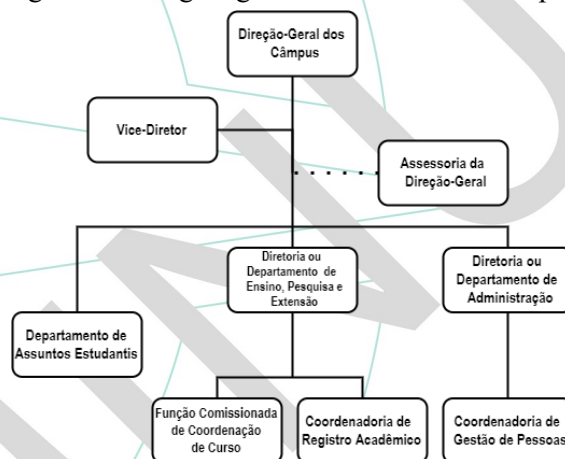 Direção-Geral dos
Câmpus
Vice-Diretor
Assessoria da
Direção-Geral
Diretoria ou
Departamento de
Ensino, Pesquisa e
Extensão
Diretoria ou
Departamento de
Administração
Departamento de
Assuntos Estudantis
Função Comissionada
de Coordenação
de Curso
Coordenadoria de
Registro Acadêmico
Coordenadoria de
Gestão de Pessoas